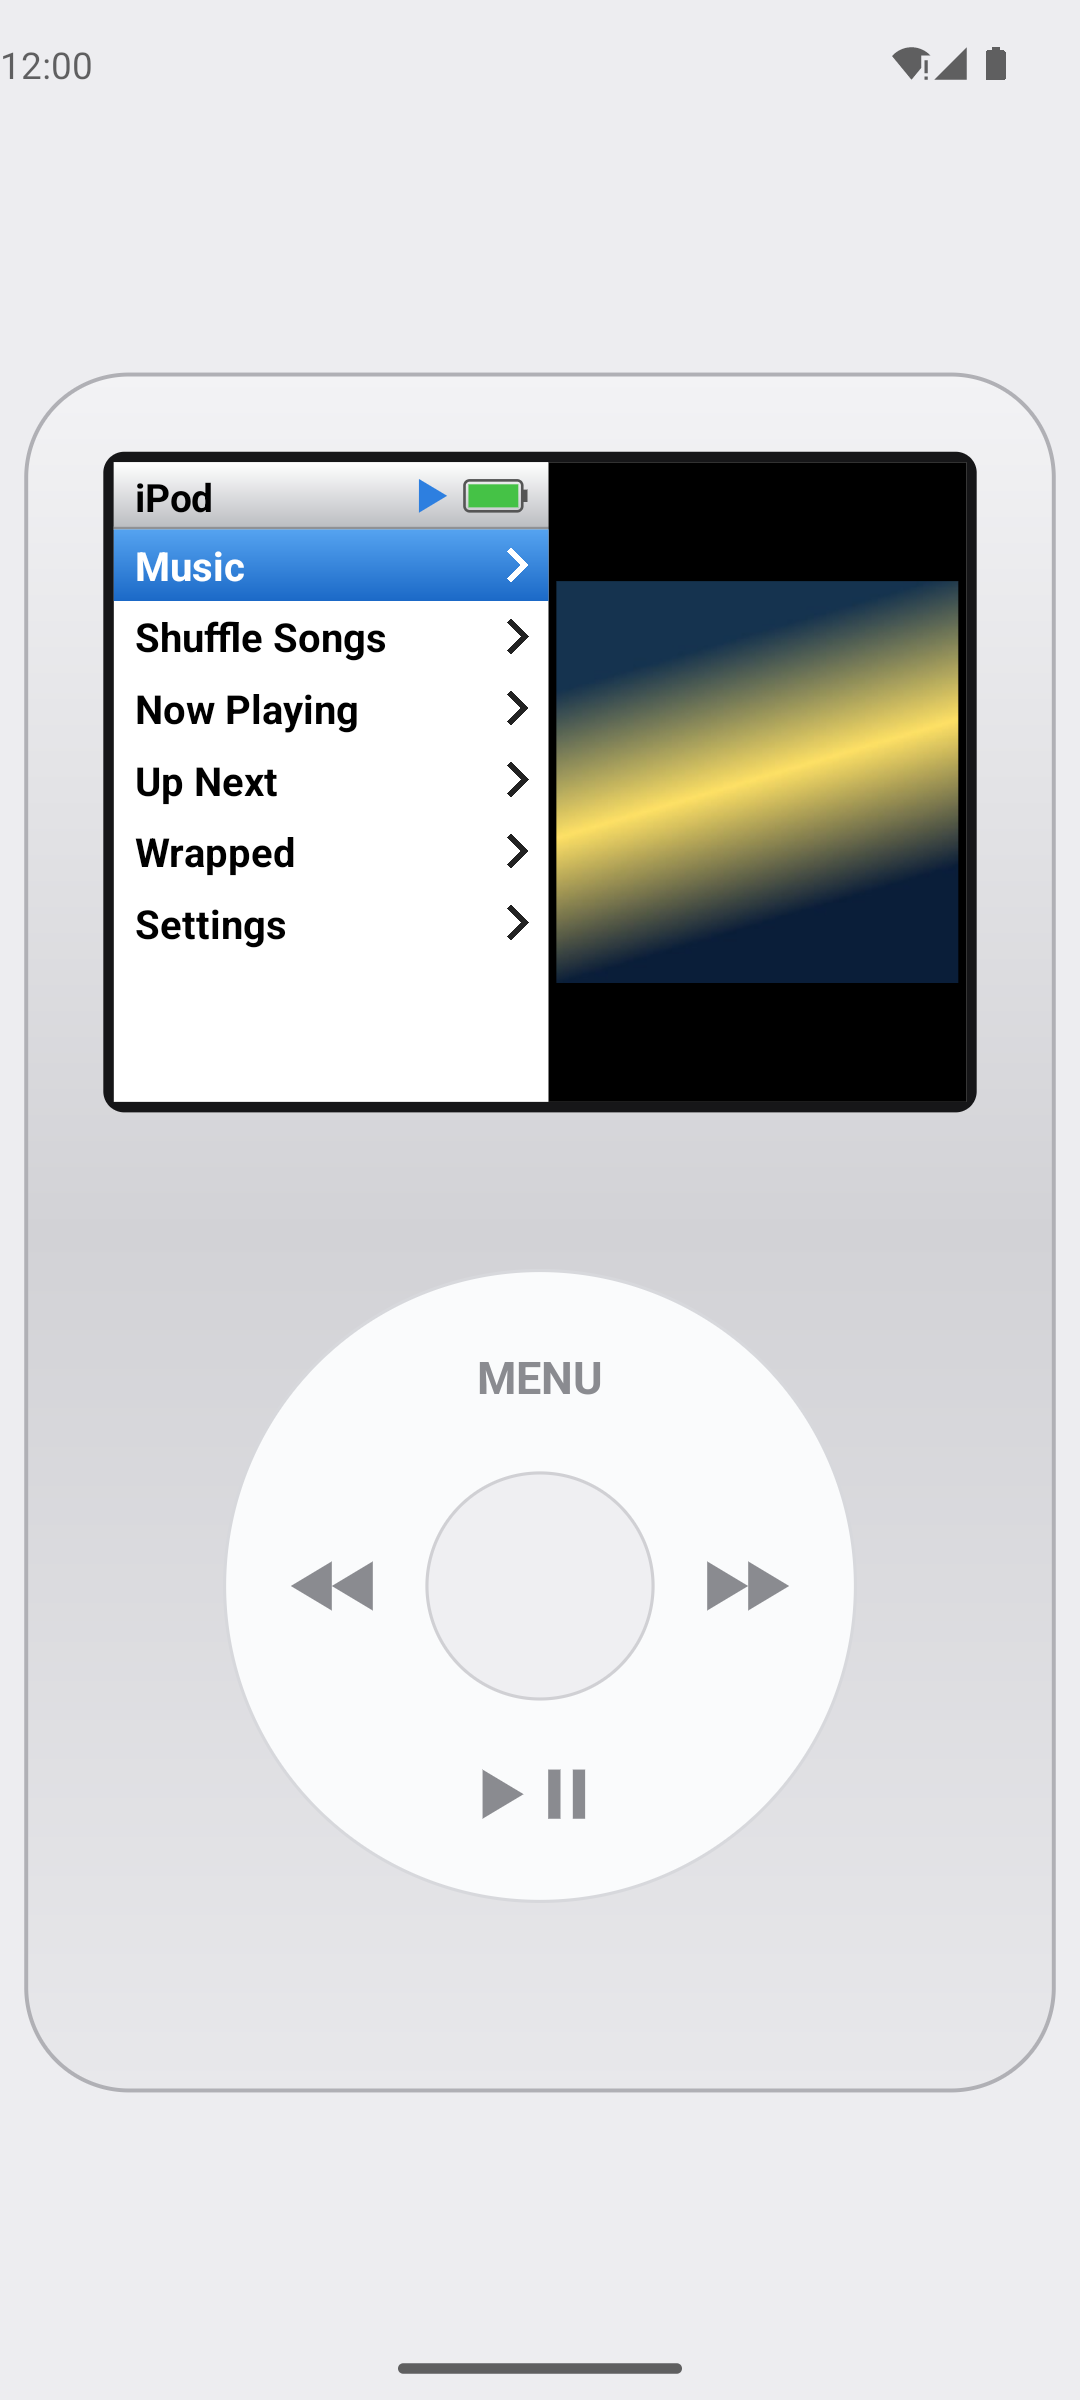 12:00
iPod
Music
Shuffle Songs
Now Playing
Up Next
Wrapped
Settings
MENU